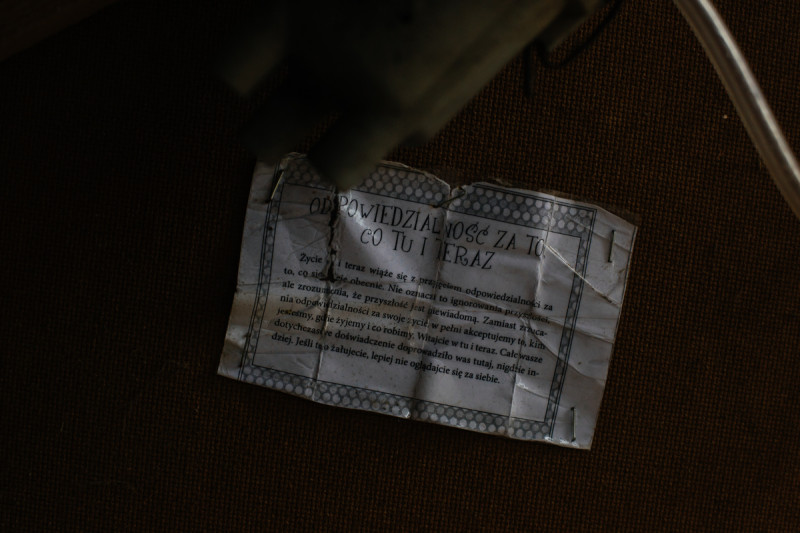 ODPOWIEDZIALNOŚĆ ZA TO,
CO TU I TERAZ
Życie i teraz wiąże się z przyjęciem odpowiedzialności za
to, co się obecnie. Nie oznacza to ignorowania
ale zrozumienia, że przyszłość jest niewiadomą. Zamiast zrzuca-
nia odpowiedzialności za swoje życie w pełni akceptujemy to, kim
jesteśmy, gdzie żyjemy i co robimy. Witajcie w tu i teraz. Całe wasze
dotychczasowe doświadczenie doprowadziło was tutaj, nigdzie in-
dziej. Jeśli tego żałujecie, lepiej nie oglądajcie się za siebie.